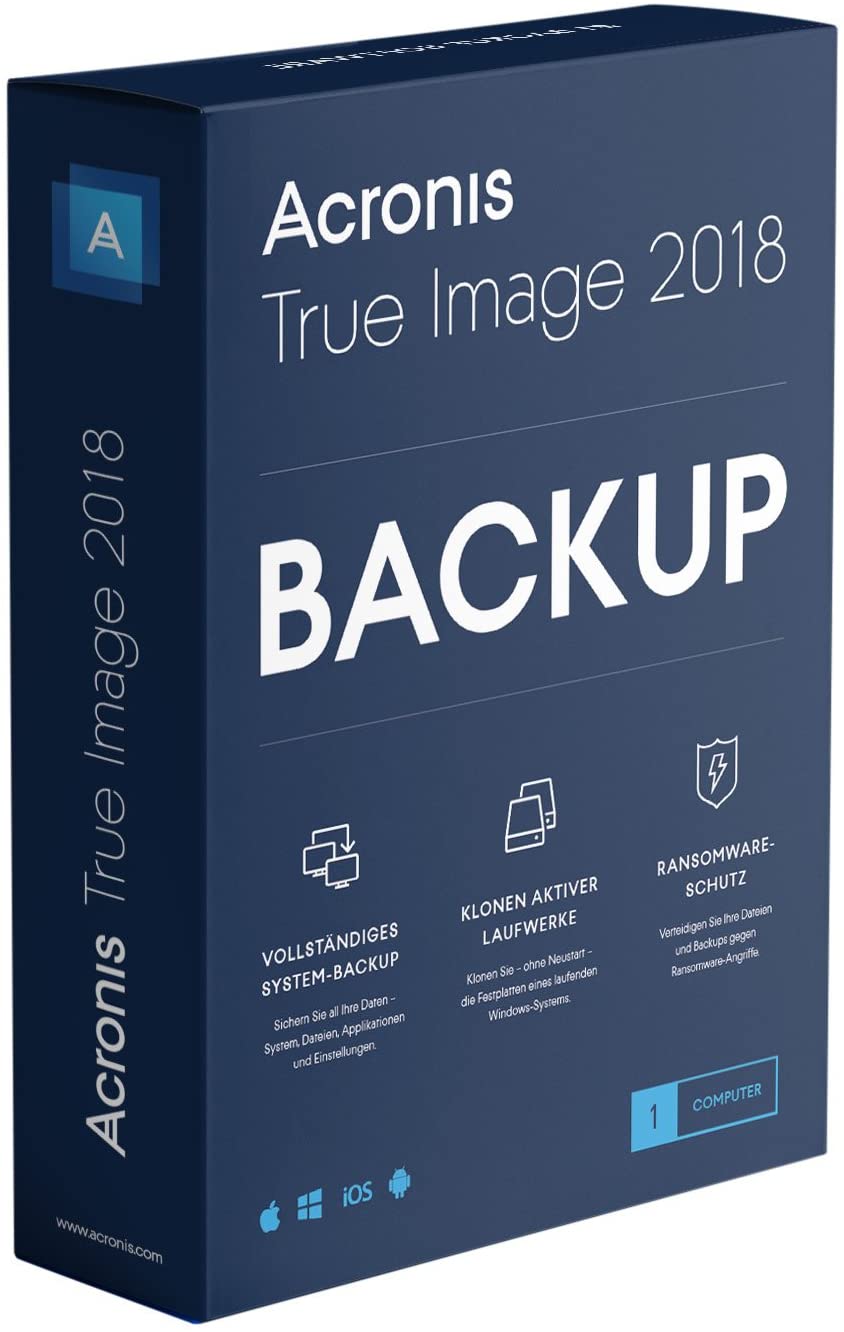 Acronis
True Image 2018
BACKUP
VOLLSTÄNDIGES
SYSTEM-BACKUP
Sichern Sie all Ihre Daten –
System, Dateien, Applikationen
und Einstellungen.
KLONEN AKTIVER
LAUFWERKE
Klonen Sie – ohne Neustart –
die Festplatten eines laufenden
Windows-Systems.
RANSOMWARE-
SCHUTZ
Verteidigen Sie Ihre Dateien
und Backups gegen
Ransomware-Angriffe.
1 COMPUTER
iOS
A
Acronis True Image 2018
www.acronis.com